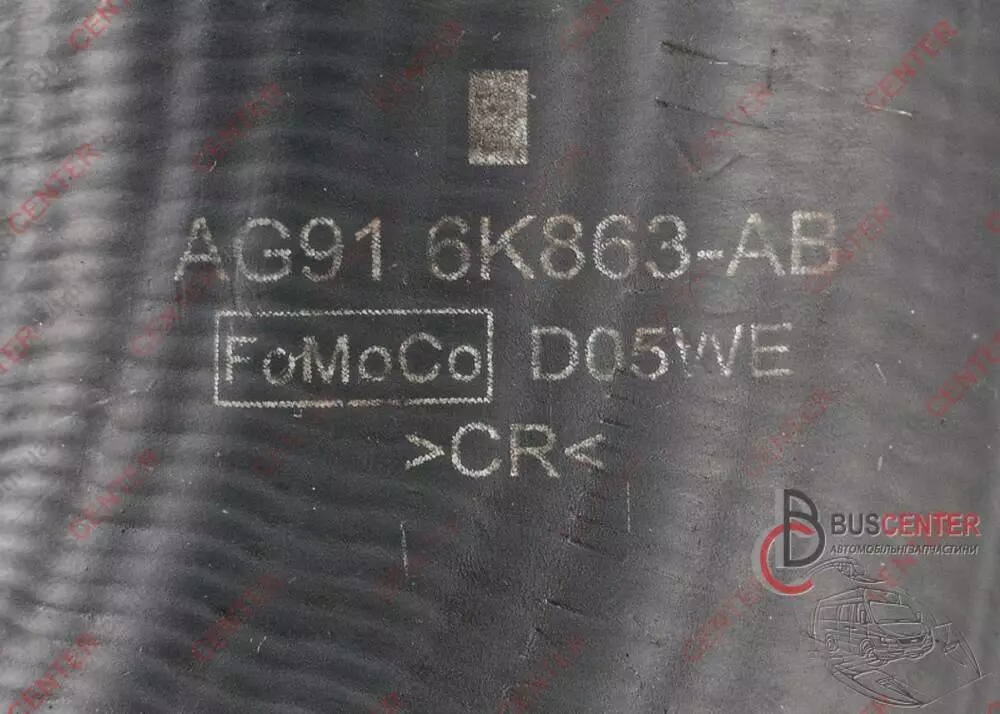 AG91 6K863-AB
FoMoCo D05WE
>CR<
BUSCENTER
АВТОМОБІЛЬНІ ЗАПЧАСТИНИ